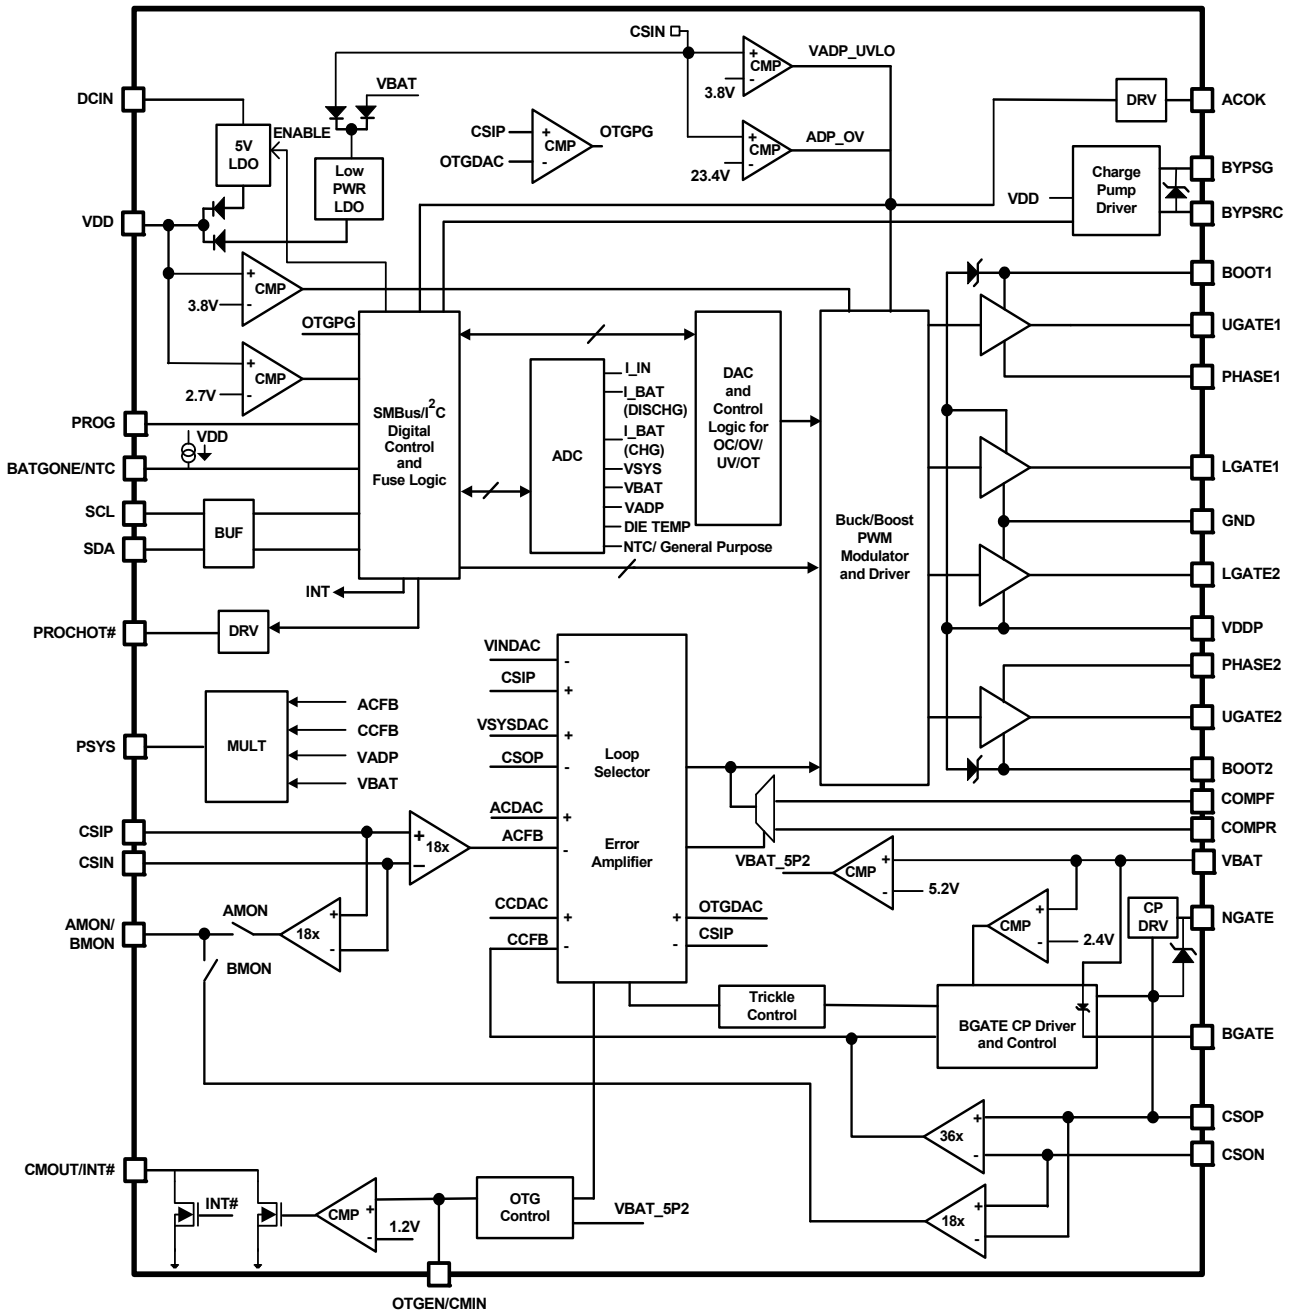 CSIN
VADP_UVLO
+
CMP
-
3.8V
VBAT
DCIN
DRV
ACOK
ENABLE
5V
LDO
CSIP
+
OTGPG
CMP
OTGDAC
-
+
ADP_OV
CMP
-
23.4V
Low
PWR
LDO
Charge
Pump
Driver
VDD
BYPSG
BYPSRC
VDD
+
CMP
3.8V
-
BOOT1
OTGPG
UGATE1
+
CMP
2.7V
-
I_IN
I_BAT
(DISCHG)
I_BAT
(CHG)
VSYS
VBAT
VADP
DIE TEMP
NTC/ General Purpose
ADC
DAC
and
Control
Logic for
OC/OV/
UV/OT
PHASE1
PROG
SMBus/I2C
Digital
Control
and
Fuse Logic
VDD
BATGONE/NTC
LGATE1
SCL
BUF
SDA
Buck/Boost
PWM
Modulator
and Driver
GND
LGATE2
INT
PROCHOT#
DRV
VDDP
VINDAC
-
CSIP
+
PHASE2
ACFB
CCFB
VADP
VBAT
MULT
PSYS
VSYSDAC
+
CSOP
-
Loop
Selector
UGATE2
BOOT2
ACDAC
+
ACFB
-
Error
Amplifier
COMPF
COMPR
CSIP
CSIN
+
18x
–
VBAT_5P2
CMP
+
-
5.2V
VBAT
AMON/
BMON
AMON
18x
+
-
BMON
CCDAC
+
CCFB
-
+
OTGDAC
-
CSIP
CMP
+
-
2.4V
CP
DRV
NGATE
Trickle
Control
BGATE CP Driver
and Control
BGATE
36x
+
-
CSOP
CSON
CMOUT/INT#
INT#
CMP
+
-
1.2V
OTG
Control
VBAT_5P2
18x
+
-
OTGEN/CMIN